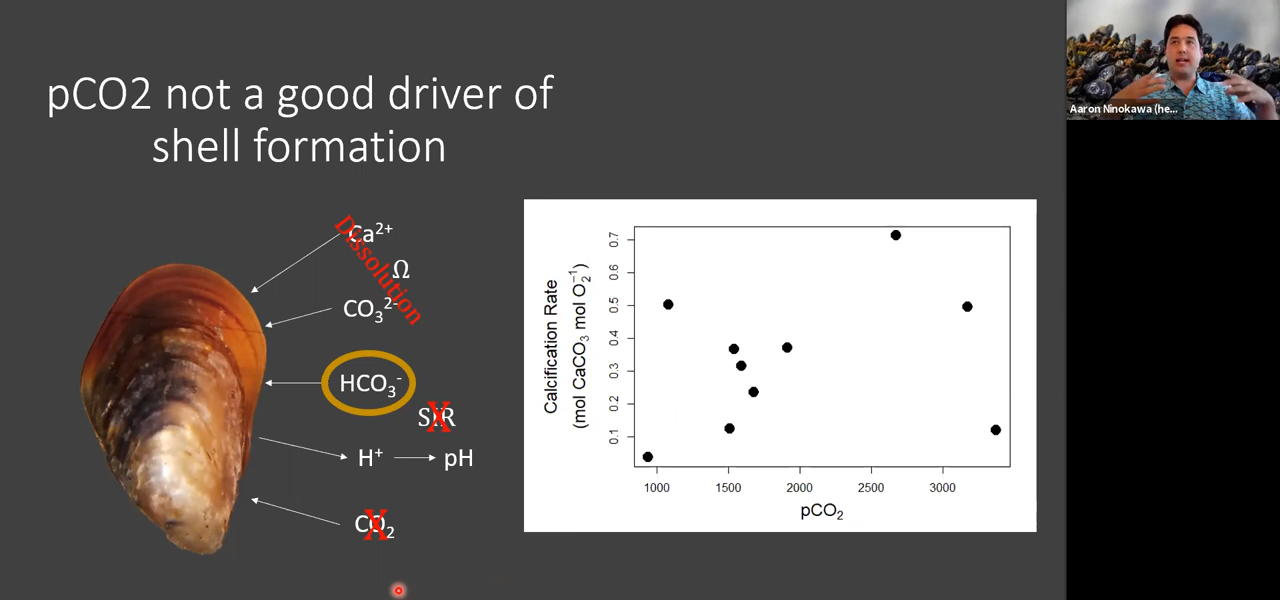 pCO2 not a good driver of
shell formation
Ca²⁺
Dissolution
Ω
CO₃²⁻
HCO₃⁻
SIR
X
H⁺
pH
CO₂
X
Calcification Rate
(mol CaCO₃ mol O₂⁻¹)
0.7
0.6
0.5
0.4
0.3
0.2
0.1
1000 1500 2000 2500 3000
pCO₂
Aaron Ninokawa (he...